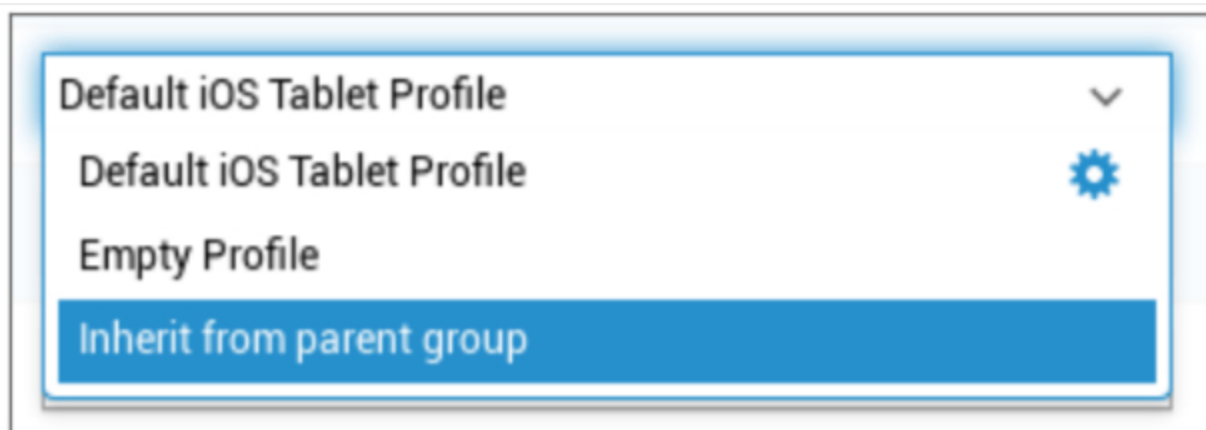 Default iOS Tablet Profile
Default iOS Tablet Profile
Empty Profile
Inherit from parent group